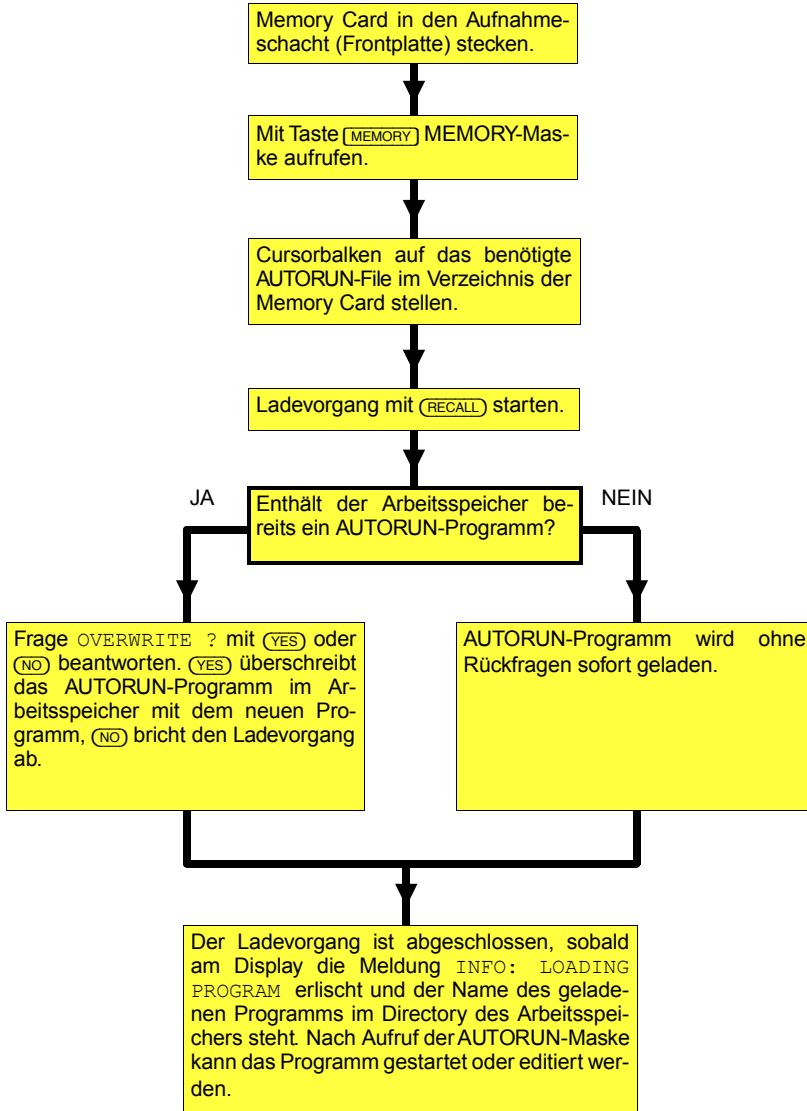 Memory Card in den Aufnahme-
schacht (Frontplatte) stecken.
Mit Taste MEMORY MEMORY-Mas-
ke aufrufen.
Cursorbalken auf das benötigte
AUTORUN-File im Verzeichnis der
Memory Card stellen.
Ladevorgang mit RECALL starten.
JA
Enthält der Arbeitsspeicher be-
reits ein AUTORUN-Programm?
NEIN
Frage OVERWRITE ? mit YES oder
NO beantworten. YES überschreibt
das AUTORUN-Programm im Ar-
beitsspeicher mit dem neuen Pro-
gramm, NO bricht den Ladevorgang
ab.
AUTORUN-Programm wird ohne
Rückfragen sofort geladen.
Der Ladevorgang ist abgeschlossen, sobald
am Display die Meldung INFO: LOADING
PROGRAM erlischt und der Name des gelade-
nen Programms im Directory des Arbeitsspei-
chers steht. Nach Aufruf der AUTORUN-Maske
kann das Programm gestartet oder editiert wer-
den.